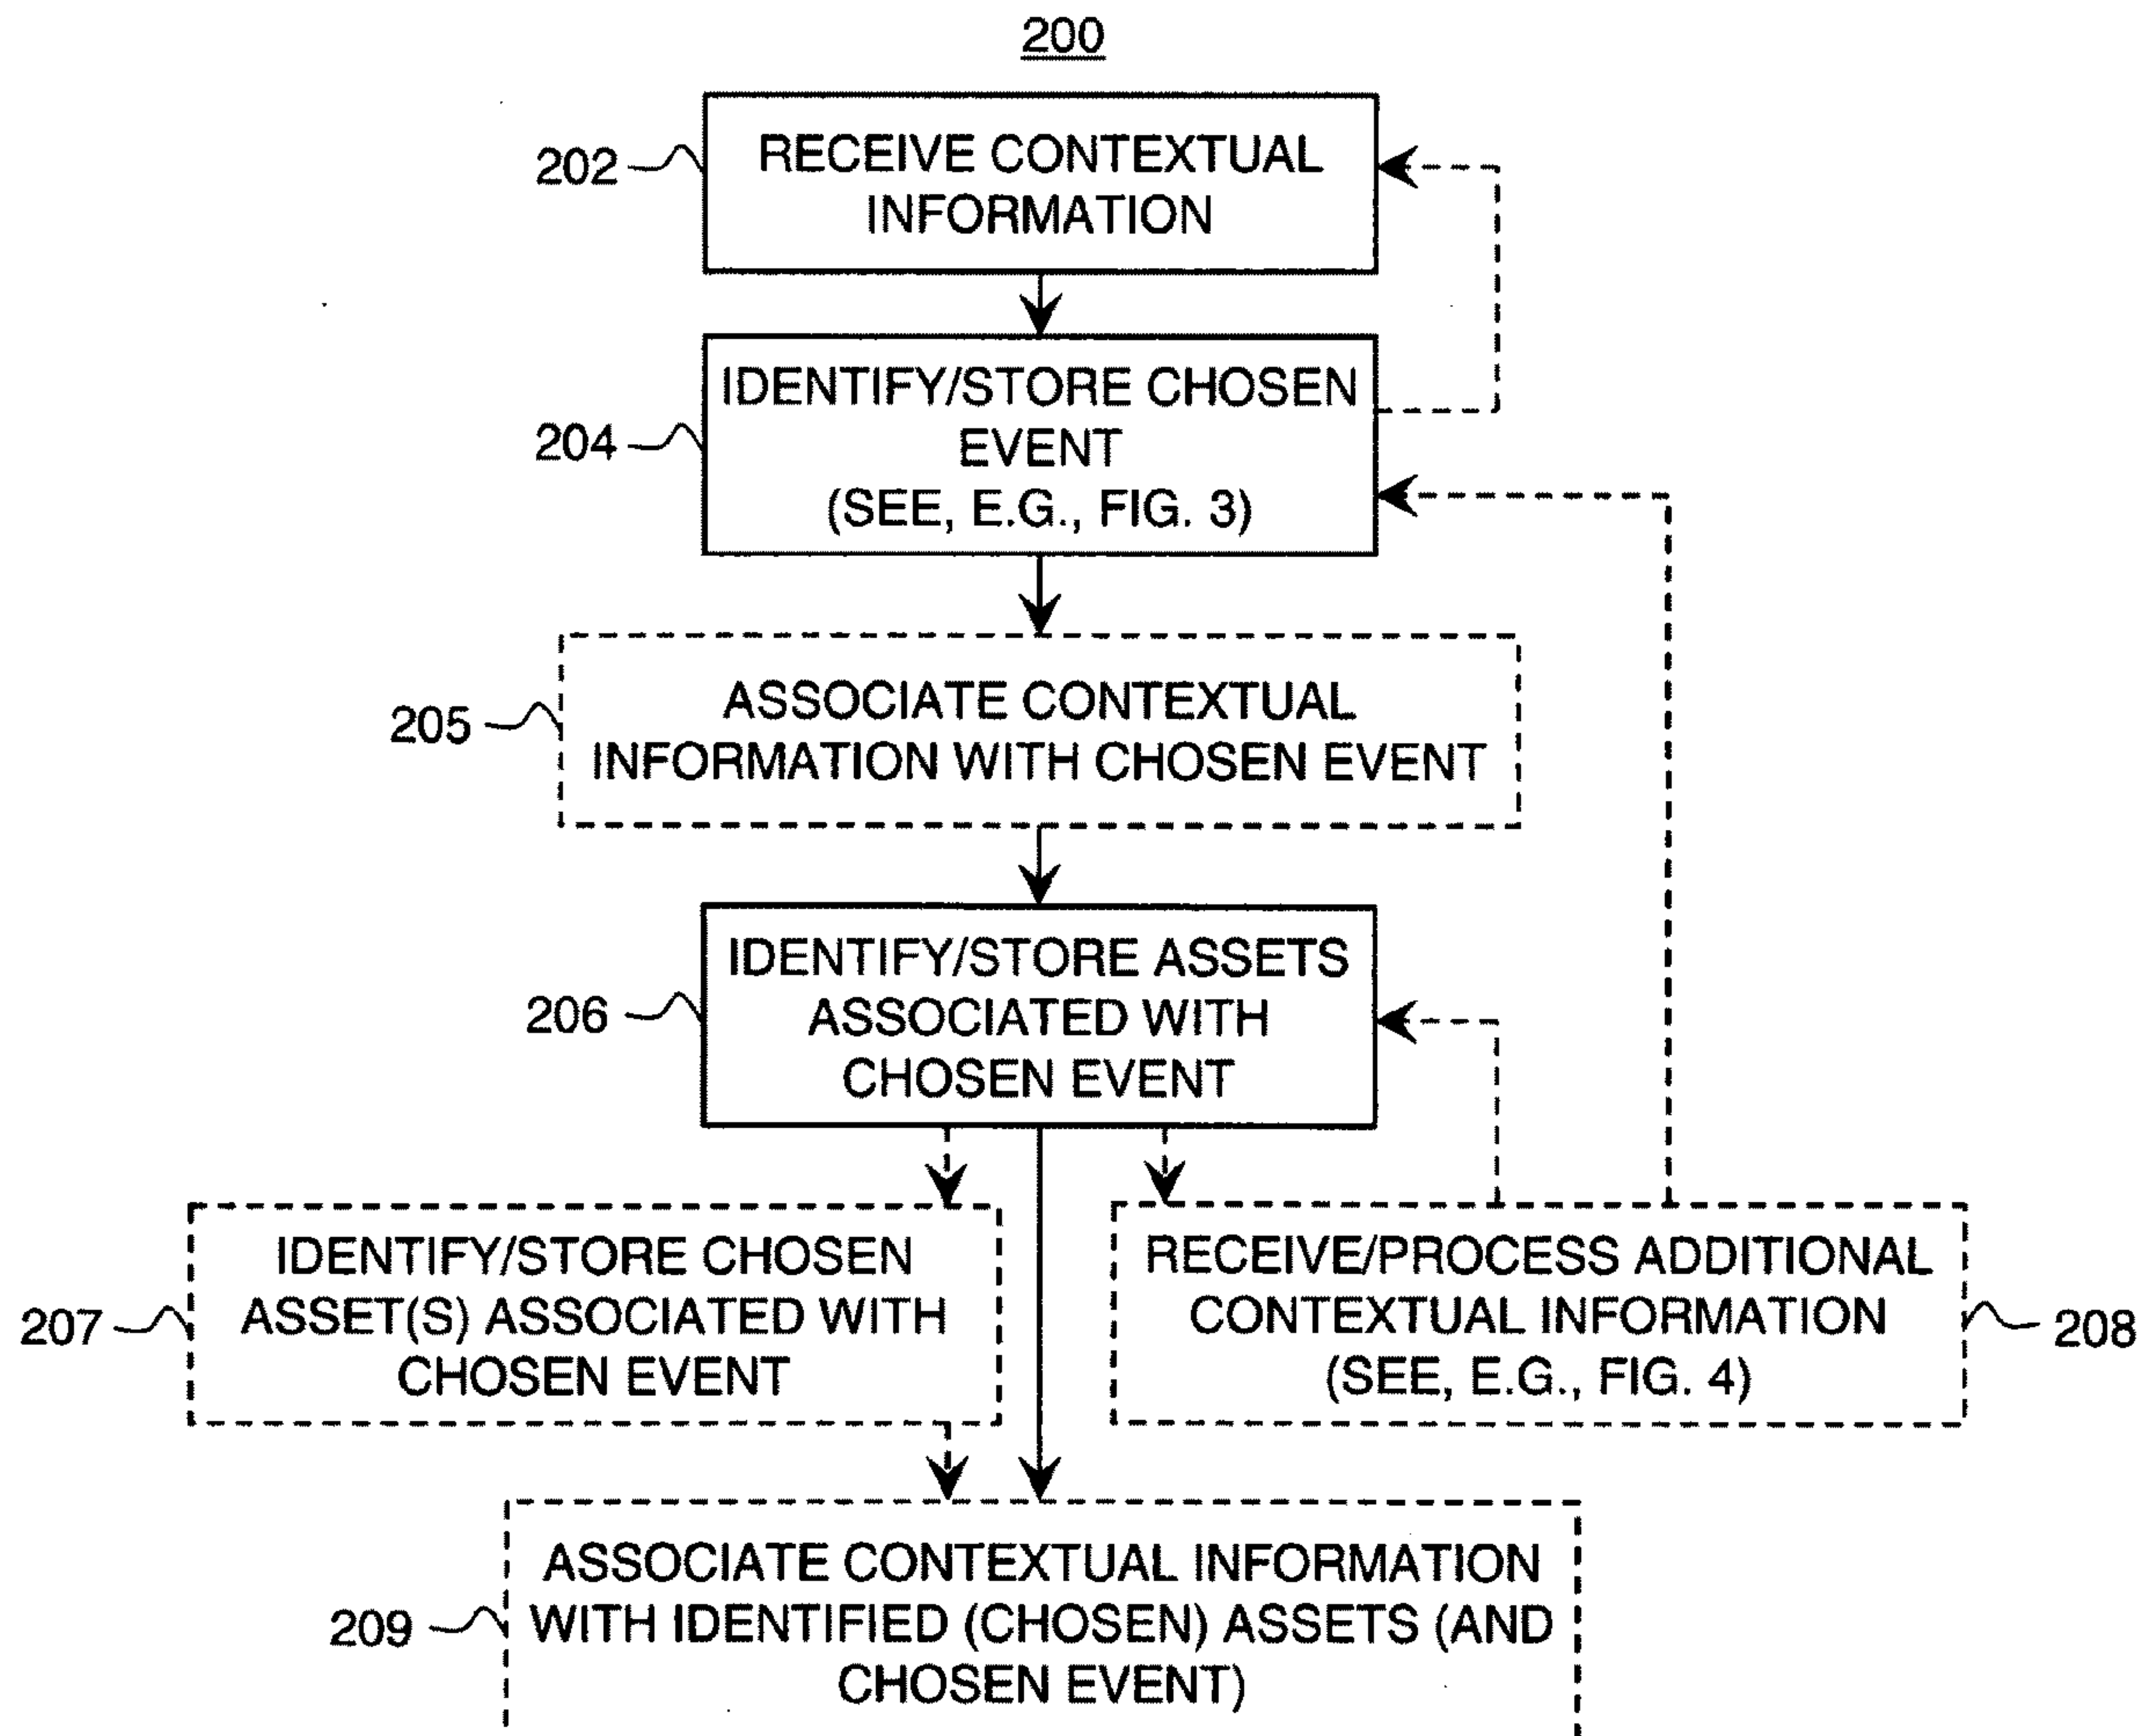 200
202
RECEIVE CONTEXTUAL
INFORMATION
204
IDENTIFY/STORE CHOSEN
EVENT
(SEE, E.G., FIG. 3)
205
ASSOCIATE CONTEXTUAL
INFORMATION WITH CHOSEN EVENT
206
IDENTIFY/STORE ASSETS
ASSOCIATED WITH
CHOSEN EVENT
207
IDENTIFY/STORE CHOSEN
ASSET(S) ASSOCIATED WITH
CHOSEN EVENT
RECEIVE/PROCESS ADDITIONAL
CONTEXTUAL INFORMATION
(SEE, E.G., FIG. 4)
208
209
ASSOCIATE CONTEXTUAL INFORMATION
WITH IDENTIFIED (CHOSEN) ASSETS (AND
CHOSEN EVENT)